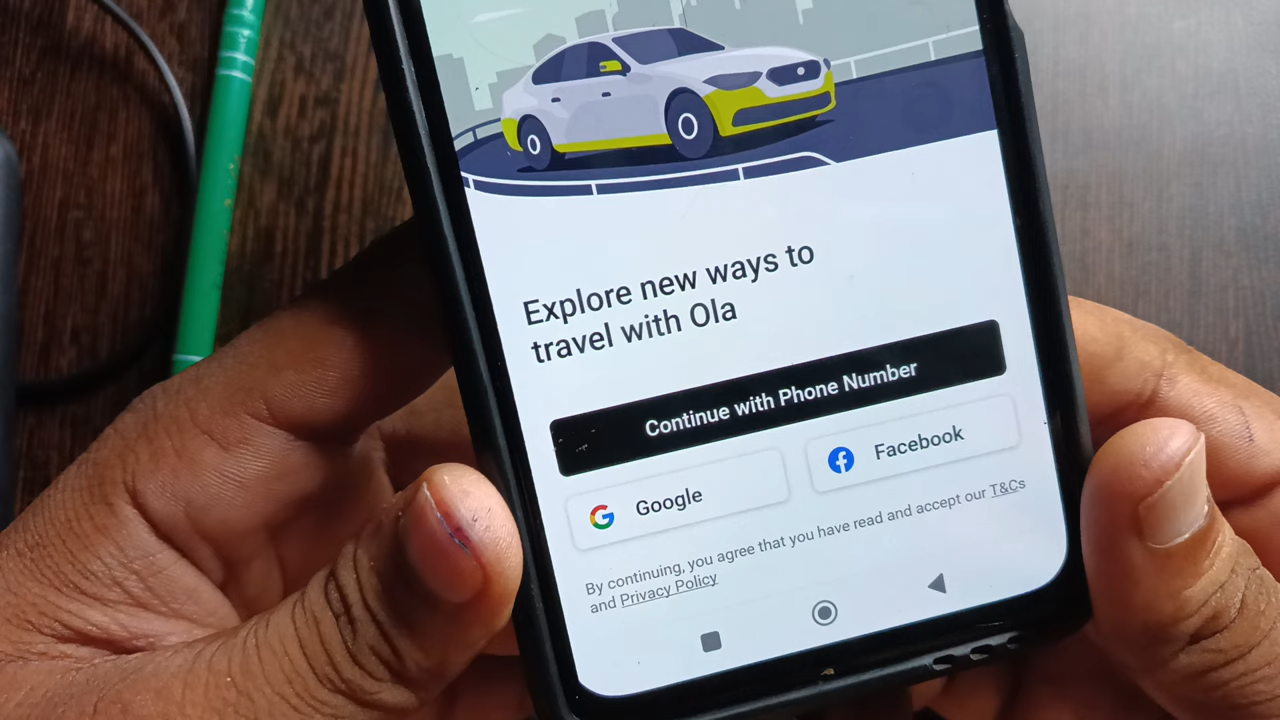 Explore new ways to
travel with Ola
Continue with Phone Number
Google
Facebook
By continuing, you agree that you have read and accept our T&Cs
and Privacy Policy